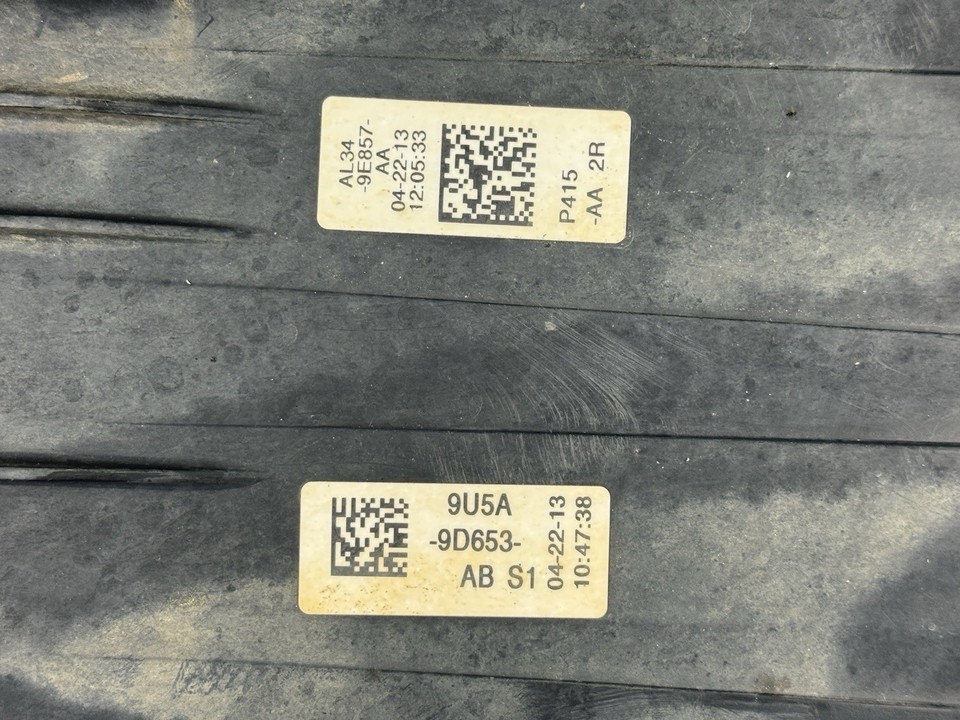 AL34
-9E857-
AA
04-22-13
12:05:33
P415
-AA 2R
9U5A
-9D653-
AB S1
04-22-13
10:47:38